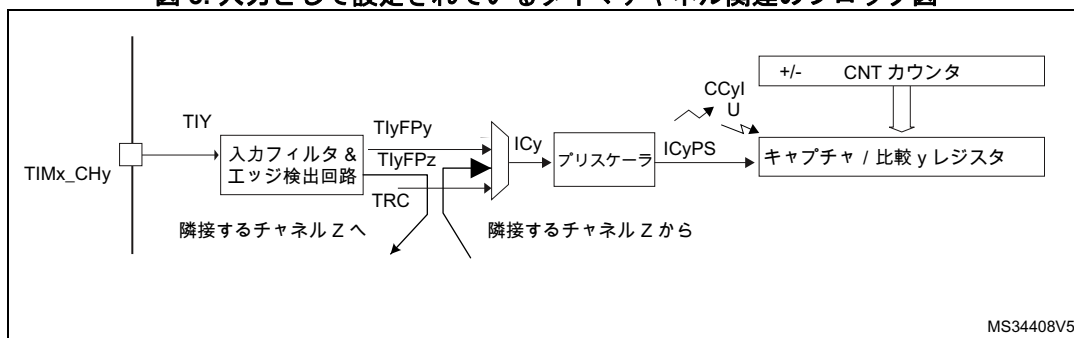 図 6. 入力として設定されているタイマチャネル関連のブロック図
+/- CNT カウンタ
CCyI
U
TIY
TIyFPy
TIyFPz
ICy
ICyPS
入力フィルタ &
エッジ検出回路
プリスケーラ
キャプチャ / 比較 y レジスタ
TIMx_CHy
TRC
隣接するチャネル Z へ
隣接するチャネル Z から
MS34408V5